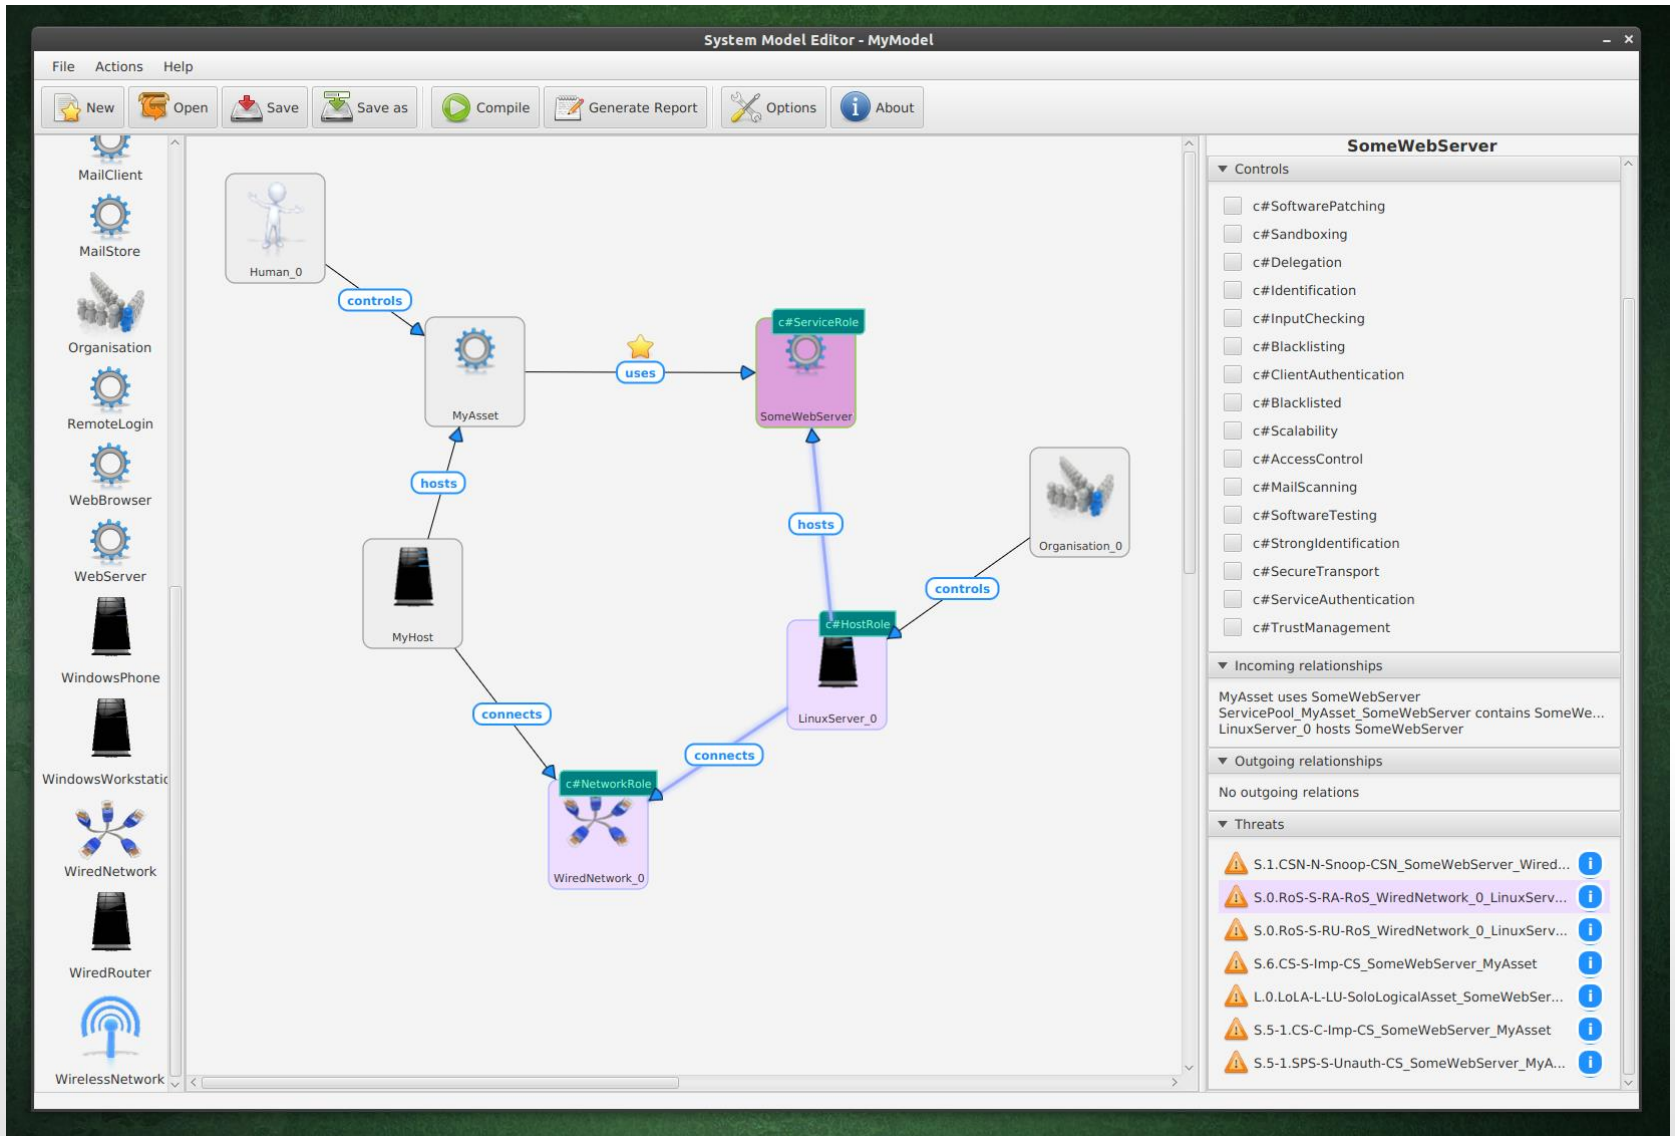 System Model Editor - MyModel
File Actions Help
New Open Save Save as Compile Generate Report Options About
MailClient
MailStore
Organisation
RemoteLogin
WebBrowser
WebServer
WindowsPhone
WindowsWorkstatic
WiredNetwork
WiredRouter
WirelessNetwork
Human_0
controls
MyAsset
uses
c#ServiceRole
SomeWebServer
hosts
hosts
Organisation_0
controls
MyHost
c#HostRole
LinuxServer_0
connects
connects
c#NetworkRole
WiredNetwork_0
SomeWebServer
Controls
c#SoftwarePatching
c#Sandboxing
c#Delegation
c#Identification
c#InputChecking
c#Blacklisting
c#ClientAuthentication
c#Blacklisted
c#Scalability
c#AccessControl
c#MailScanning
c#SoftwareTesting
c#StrongIdentification
c#SecureTransport
c#ServiceAuthentication
c#TrustManagement
Incoming relationships
MyAsset uses SomeWebServer
ServicePool_MyAsset_SomeWebServer contains SomeWe...
LinuxServer_0 hosts SomeWebServer
Outgoing relationships
No outgoing relations
Threats
S.1.CSN-N-Snoop-CSN_SomeWebServer_Wired...
S.0.RoS-S-RA-RoS_WiredNetwork_0_LinuxServ...
S.0.RoS-S-RU-RoS_WiredNetwork_0_LinuxServ...
S.6.CS-S-Imp-CS_SomeWebServer_MyAsset
L.0.LoLA-L-LU-SoloLogicalAsset_SomeWebSer...
S.5-1.CS-C-Imp-CS_SomeWebServer_MyAsset
S.5-1.SPS-S-Unauth-CS_SomeWebServer_MyA...